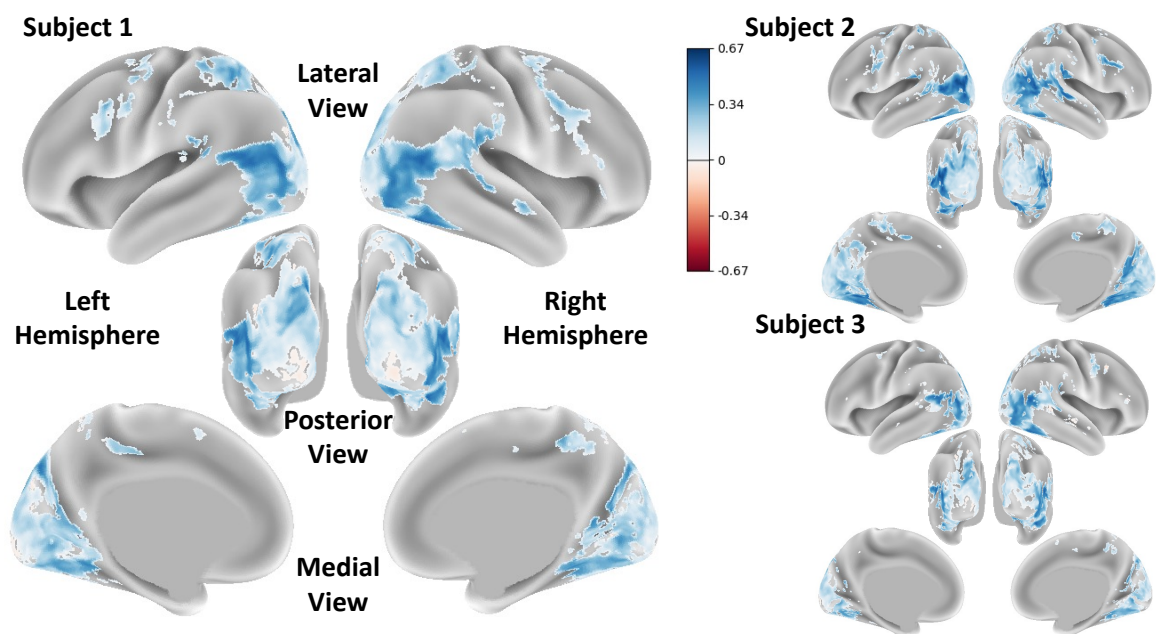 Subject 1
Lateral
View
Left
Hemisphere
Right
Hemisphere
Posterior
View
Medial
View
0.67
0.34
0
-0.34
-0.67
Subject 2
Subject 3